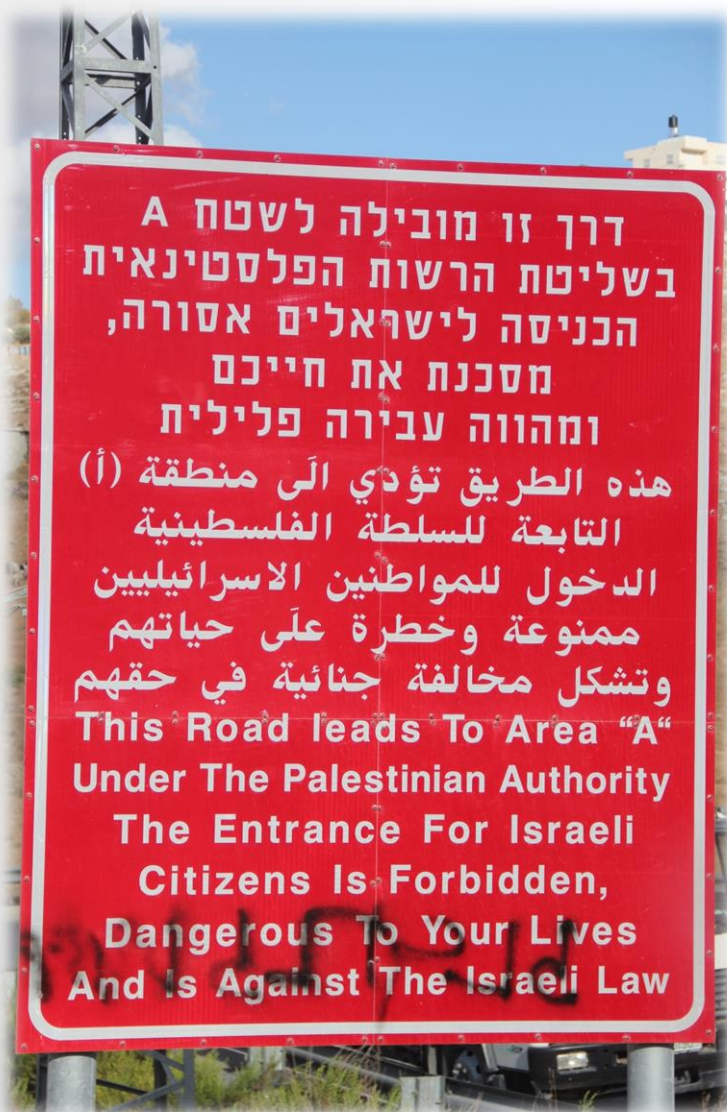 דרך זו מובילה לשטח A
בשליטת הרשות הפלסטינאית
הכניסה לישראלים אסורה,
מסכנת את חייכם
ומהווה עבירה פלילית
هذه الطريق تؤدي الَى منطقة (أ)
التابعة للسلطة الفلسطينية
الدخول للمواطنين الاسرائيليين
ممنوعة وخطرة علَى حياتهم
وتشكل مخالفة جنائية في حقهم
This Road leads To Area “A“
Under The Palestinian Authority
The Entrance For Israeli
Citizens Is Forbidden,
Dangerous To Your Lives
And Is Against The Israeli Law